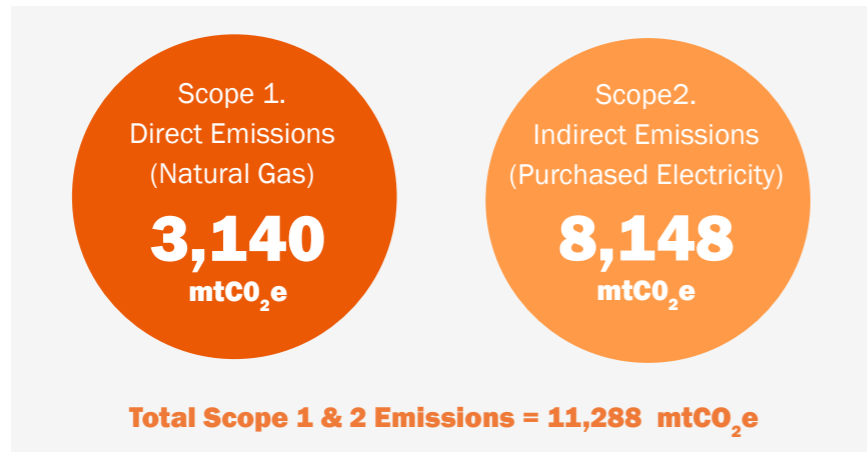 Scope 1.
Direct Emissions
(Natural Gas)
3,140
mtC0₂e
Scope2.
Indirect Emissions
(Purchased Electricity)
8,148
mtC0₂e
Total Scope 1 & 2 Emissions = 11,288 mtCO₂e